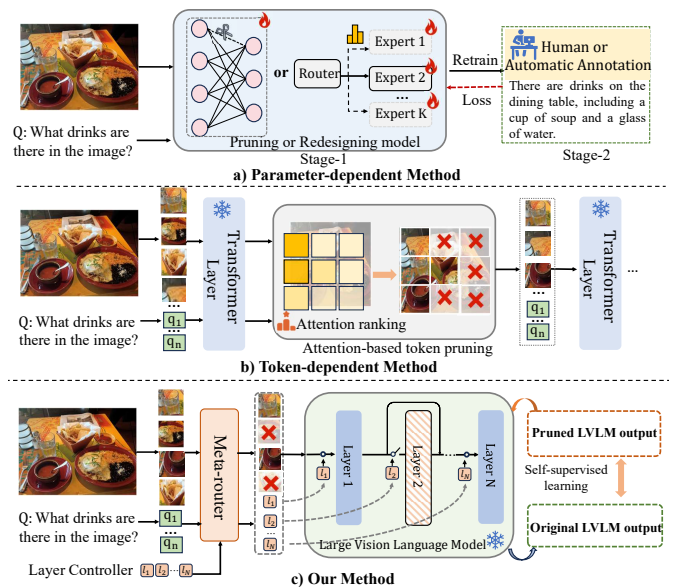 Expert 1
or
Router
Expert 2
...
Expert K
Retrain
Loss
Human or
Automatic Annotation
There are drinks on the
dining table, including a
cup of soup and a glass
of water.
Q: What drinks are
there in the image?
Pruning or Redesigning model
Stage-1
Stage-2
a) Parameter-dependent Method
Transformer
Layer
Transformer
Layer
...
...
q1
...
qn
...
q1
...
qn
Q: What drinks are
there in the image?
Attention ranking
Attention-based token pruning
b) Token-dependent Method
Meta-router
q1
...
qn
l1
l2
...
lN
l1
Layer 1
l2
Layer 2
lN
Layer N
Pruned LVLM output
Self-supervised
learning
Original LVLM output
Q: What drinks are
there in the image?
Large Vision Language Model
Layer Controller l1 l2 ... lN
c) Our Method